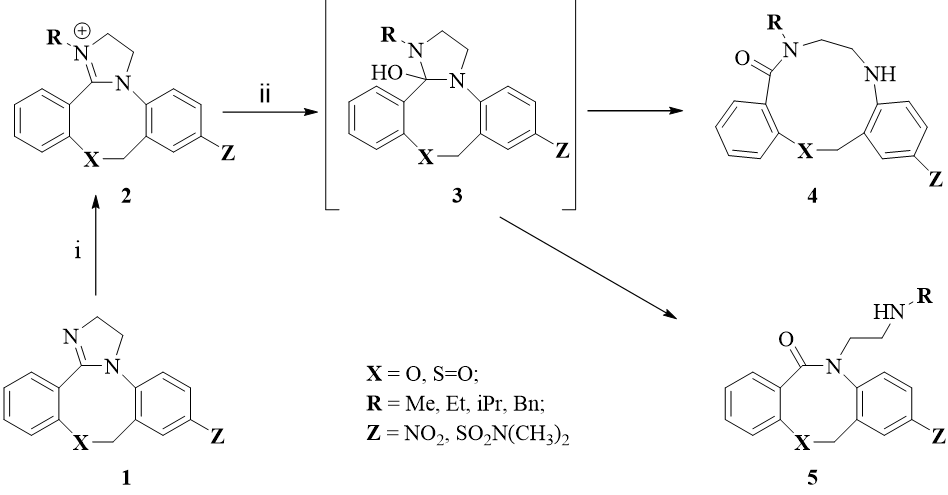 R
N
⊕
N
X
Z
2
ii
R
N
HO
N
X
Z
3
R
O
N
NH
X
Z
4
i
N
N
X
Z
1
X = O, S=O;
R = Me, Et, iPr, Bn;
Z = NO₂, SO₂N(CH₃)₂
R
HN
O
N
X
Z
5